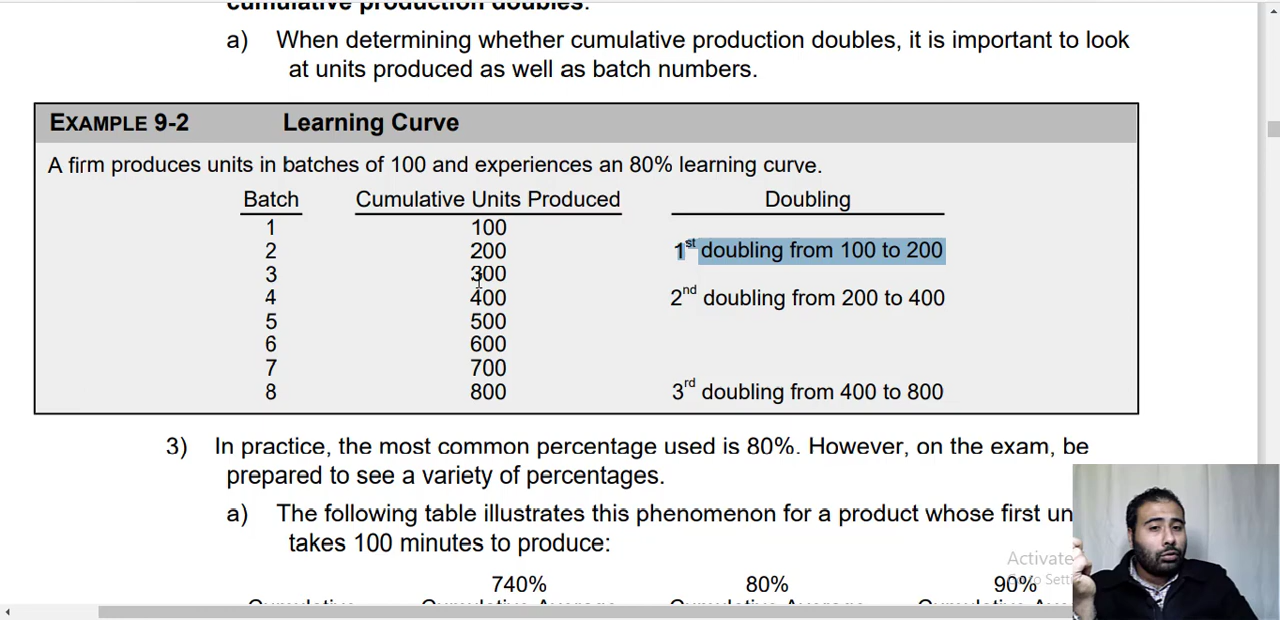 cumulative production doubles.
a) When determining whether cumulative production doubles, it is important to look
at units produced as well as batch numbers.
EXAMPLE 9-2 Learning Curve
A firm produces units in batches of 100 and experiences an 80% learning curve.
Batch Cumulative Units Produced Doubling
1 100
2 200 1st doubling from 100 to 200
3 300
4 400 2nd doubling from 200 to 400
5 500
6 600
7 700
8 800 3rd doubling from 400 to 800
3) In practice, the most common percentage used is 80%. However, on the exam, be
prepared to see a variety of percentages.
a) The following table illustrates this phenomenon for a product whose first un
takes 100 minutes to produce:
Activate
740% 80% 90%
Cumulative Cumulative Average Cumulative Average